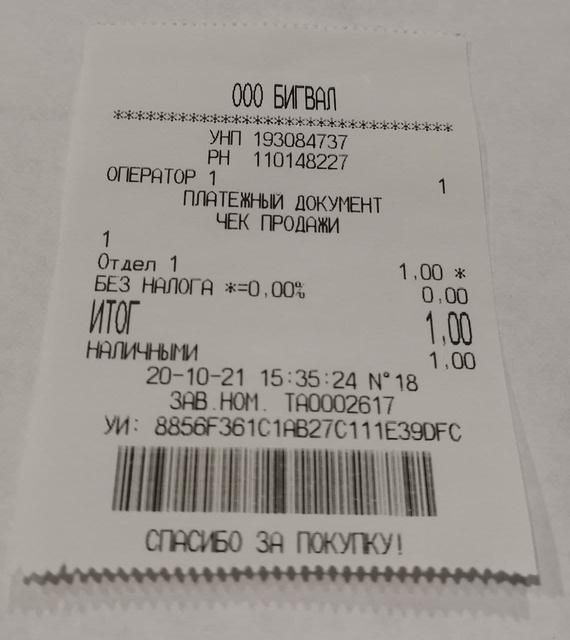 ООО БИГВАЛ
*******************************
УНП 193084737
РН 110148227
ОПЕРАТОР 1 1
ПЛАТЕЖНЫЙ ДОКУМЕНТ
ЧЕК ПРОДАЖИ
1
Отдел 1 1,00 *
БЕЗ НАЛОГА *=0,00% 0,00
ИТОГ 1,00
НАЛИЧНЫМИ 1,00
20-10-21 15:35:24 N°18
ЗАВ.НОМ. ТА0002617
УИ: 8856F361C1AB27C111E39DFC
СПАСИБО ЗА ПОКУПКУ!